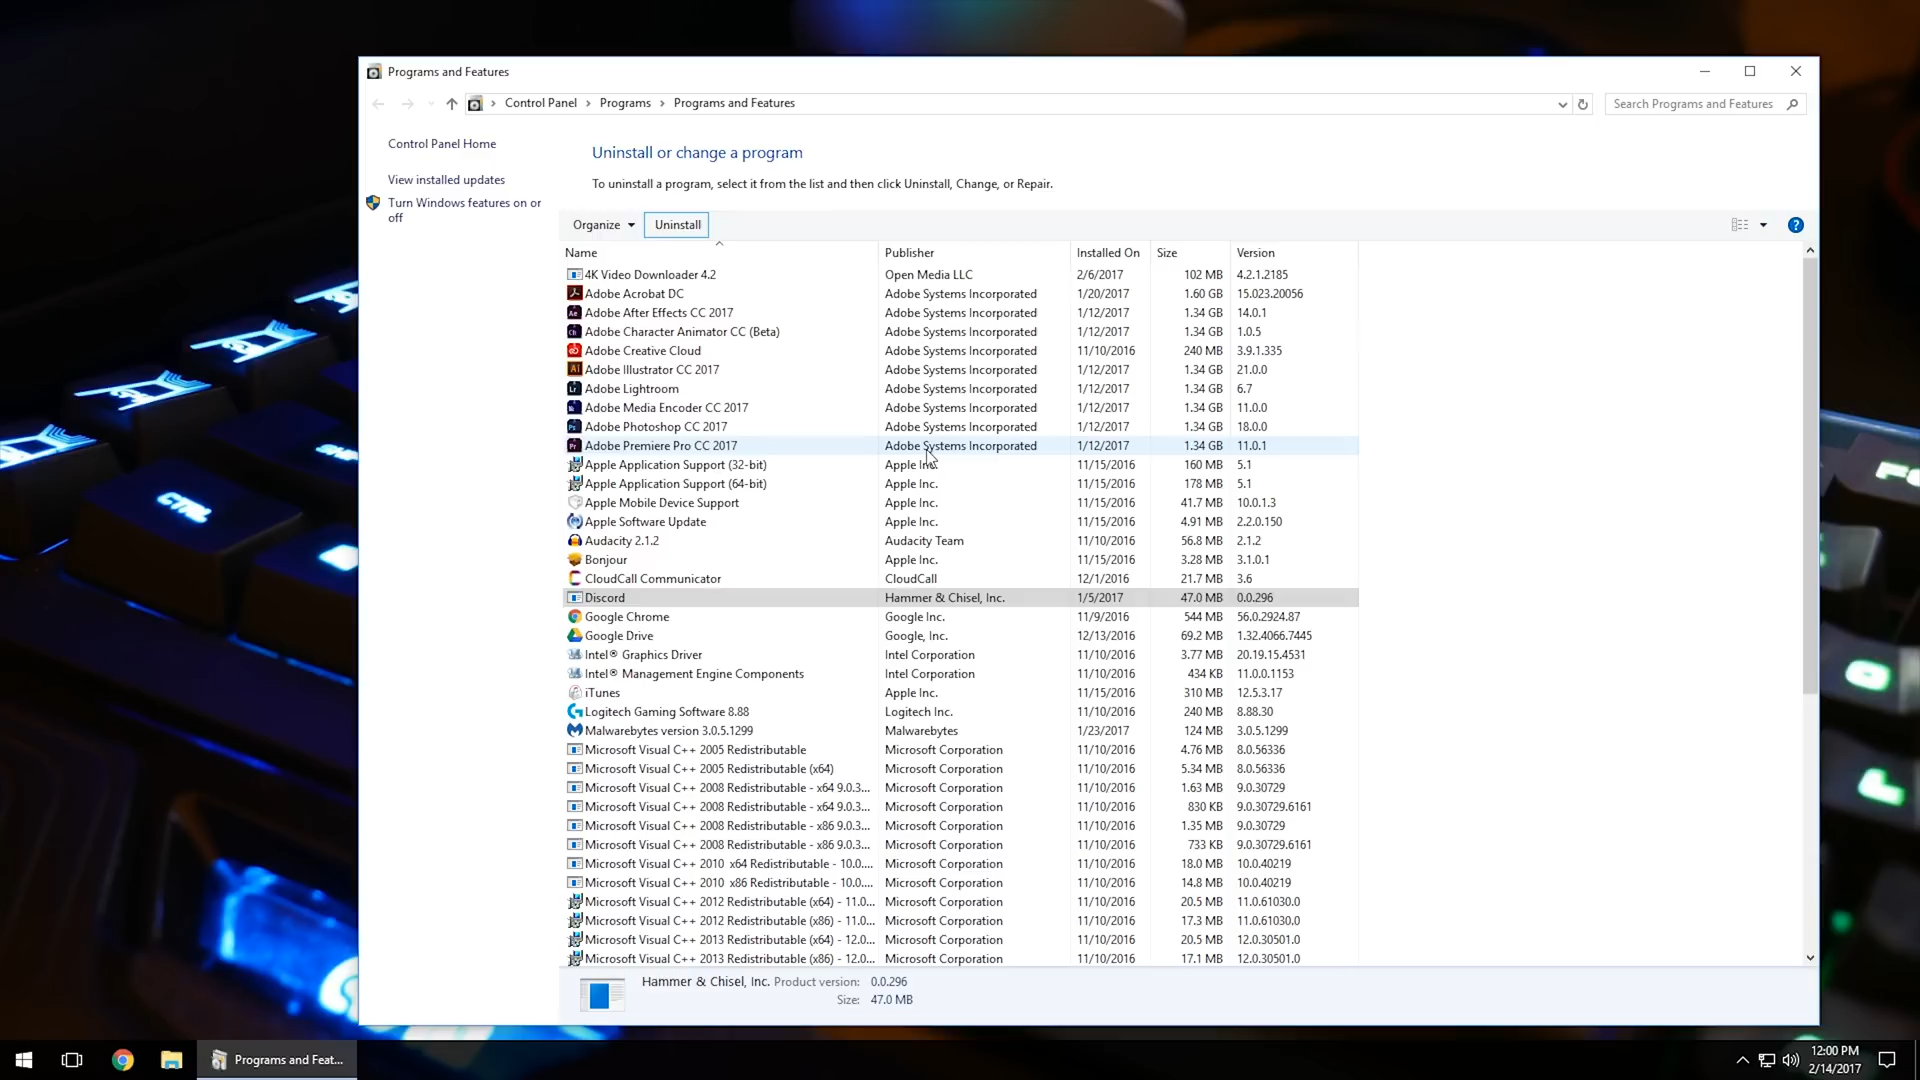 Programs and Features
Control Panel > Programs > Programs and Features
Search Programs and Features
Control Panel Home
View installed updates
Turn Windows features on or
off
Uninstall or change a program
To uninstall a program, select it from the list and then click Uninstall, Change, or Repair.
Organize Uninstall
Name Publisher Installed On Size Version
4K Video Downloader 4.2 Open Media LLC 2/6/2017 102 MB 4.2.1.2185
Adobe Acrobat DC Adobe Systems Incorporated 1/20/2017 1.60 GB 15.023.20056
Adobe After Effects CC 2017 Adobe Systems Incorporated 1/12/2017 1.34 GB 14.0.1
Adobe Character Animator CC (Beta) Adobe Systems Incorporated 1/12/2017 1.34 GB 1.0.5
Adobe Creative Cloud Adobe Systems Incorporated 11/10/2016 240 MB 3.9.1.335
Adobe Illustrator CC 2017 Adobe Systems Incorporated 1/12/2017 1.34 GB 21.0.0
Adobe Lightroom Adobe Systems Incorporated 1/12/2017 1.34 GB 6.7
Adobe Media Encoder CC 2017 Adobe Systems Incorporated 1/12/2017 1.34 GB 11.0.0
Adobe Photoshop CC 2017 Adobe Systems Incorporated 1/12/2017 1.34 GB 18.0.0
Adobe Premiere Pro CC 2017 Adobe Systems Incorporated 1/12/2017 1.34 GB 11.0.1
Apple Application Support (32-bit) Apple Inc. 11/15/2016 160 MB 5.1
Apple Application Support (64-bit) Apple Inc. 11/15/2016 178 MB 5.1
Apple Mobile Device Support Apple Inc. 11/15/2016 41.7 MB 10.0.1.3
Apple Software Update Apple Inc. 11/15/2016 4.91 MB 2.2.0.150
Audacity 2.1.2 Audacity Team 11/10/2016 56.8 MB 2.1.2
Bonjour Apple Inc. 11/15/2016 3.28 MB 3.1.0.1
CloudCall Communicator CloudCall 12/1/2016 21.7 MB 3.6
Discord Hammer & Chisel, Inc. 1/5/2017 47.0 MB 0.0.296
Google Chrome Google Inc. 11/9/2016 544 MB 56.0.2924.87
Google Drive Google, Inc. 12/13/2016 69.2 MB 1.32.4066.7445
Intel® Graphics Driver Intel Corporation 11/10/2016 3.77 MB 20.19.15.4531
Intel® Management Engine Components Intel Corporation 11/10/2016 434 KB 11.0.0.1153
iTunes Apple Inc. 11/15/2016 310 MB 12.5.3.17
Logitech Gaming Software 8.88 Logitech Inc. 11/10/2016 240 MB 8.88.30
Malwarebytes version 3.0.5.1299 Malwarebytes 1/23/2017 124 MB 3.0.5.1299
Microsoft Visual C++ 2005 Redistributable Microsoft Corporation 11/10/2016 4.76 MB 8.0.56336
Microsoft Visual C++ 2005 Redistributable (x64) Microsoft Corporation 11/10/2016 5.34 MB 8.0.56336
Microsoft Visual C++ 2008 Redistributable - x64 9.0.3... Microsoft Corporation 11/10/2016 1.63 MB 9.0.30729
Microsoft Visual C++ 2008 Redistributable - x64 9.0.3... Microsoft Corporation 11/10/2016 830 KB 9.0.30729.6161
Microsoft Visual C++ 2008 Redistributable - x86 9.0.3... Microsoft Corporation 11/10/2016 1.35 MB 9.0.30729
Microsoft Visual C++ 2008 Redistributable - x86 9.0.3... Microsoft Corporation 11/10/2016 733 KB 9.0.30729.6161
Microsoft Visual C++ 2010 x64 Redistributable - 10.0.... Microsoft Corporation 11/10/2016 18.0 MB 10.0.40219
Microsoft Visual C++ 2010 x86 Redistributable - 10.0.... Microsoft Corporation 11/10/2016 14.8 MB 10.0.40219
Microsoft Visual C++ 2012 Redistributable (x64) - 11.0... Microsoft Corporation 11/10/2016 20.5 MB 11.0.61030.0
Microsoft Visual C++ 2012 Redistributable (x86) - 11.0... Microsoft Corporation 11/10/2016 17.3 MB 11.0.61030.0
Microsoft Visual C++ 2013 Redistributable (x64) - 12.0... Microsoft Corporation 11/10/2016 20.5 MB 12.0.30501.0
Microsoft Visual C++ 2013 Redistributable (x86) - 12.0... Microsoft Corporation 11/10/2016 17.1 MB 12.0.30501.0
Hammer & Chisel, Inc. Product version: 0.0.296
Size: 47.0 MB
CTRL
Programs and Feat...
12:00 PM
2/14/2017